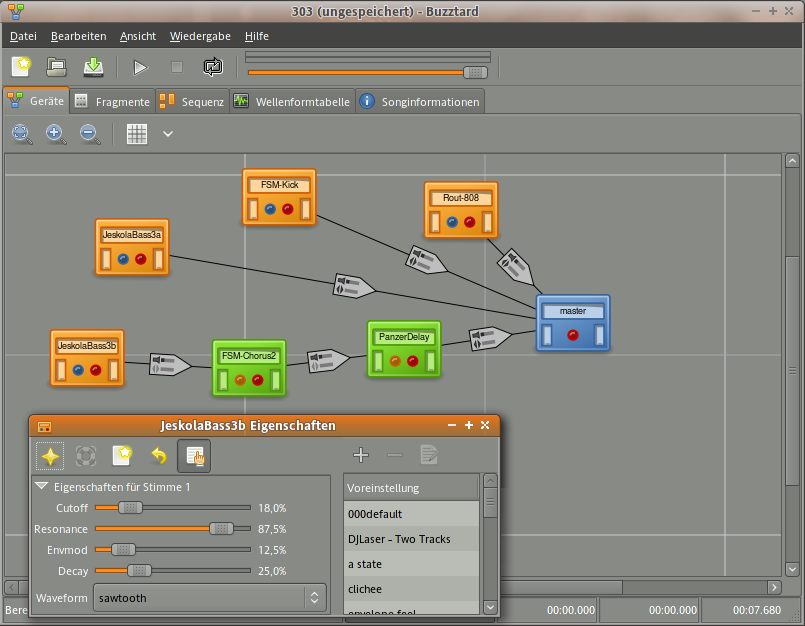 303 (ungespeichert) - Buzztard
Datei Bearbeiten Ansicht Wiedergabe Hilfe
Geräte Fragmente Sequenz Wellenformtabelle Songinformationen
FSM-Kick
Rout-808
JeskolaBass3a
master
PanzerDelay
JeskolaBass3b
FSM-Chorus2
JeskolaBass3b Eigenschaften
Eigenschaften für Stimme 1
Cutoff 18,0%
Resonance 87,5%
Envmod 12,5%
Decay 25,0%
Waveform sawtooth
Voreinstellung
000default
DJLaser - Two Tracks
a state
clichee
envelope feel
Bere
00:00.000 00:00.000 00:07.680